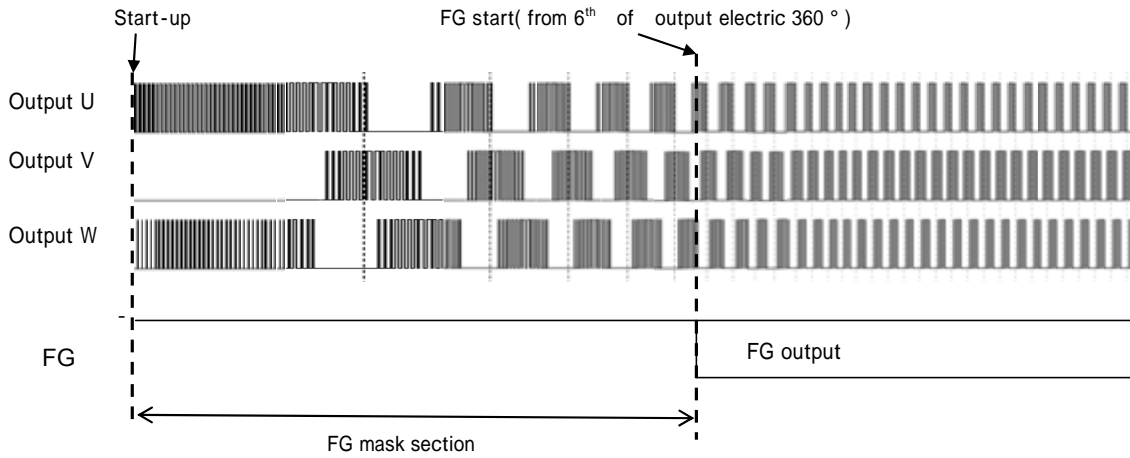 Start-up
FG start( from 6th of output electric 360 ° )
Output U
Output V
Output W
FG
FG output
FG mask section